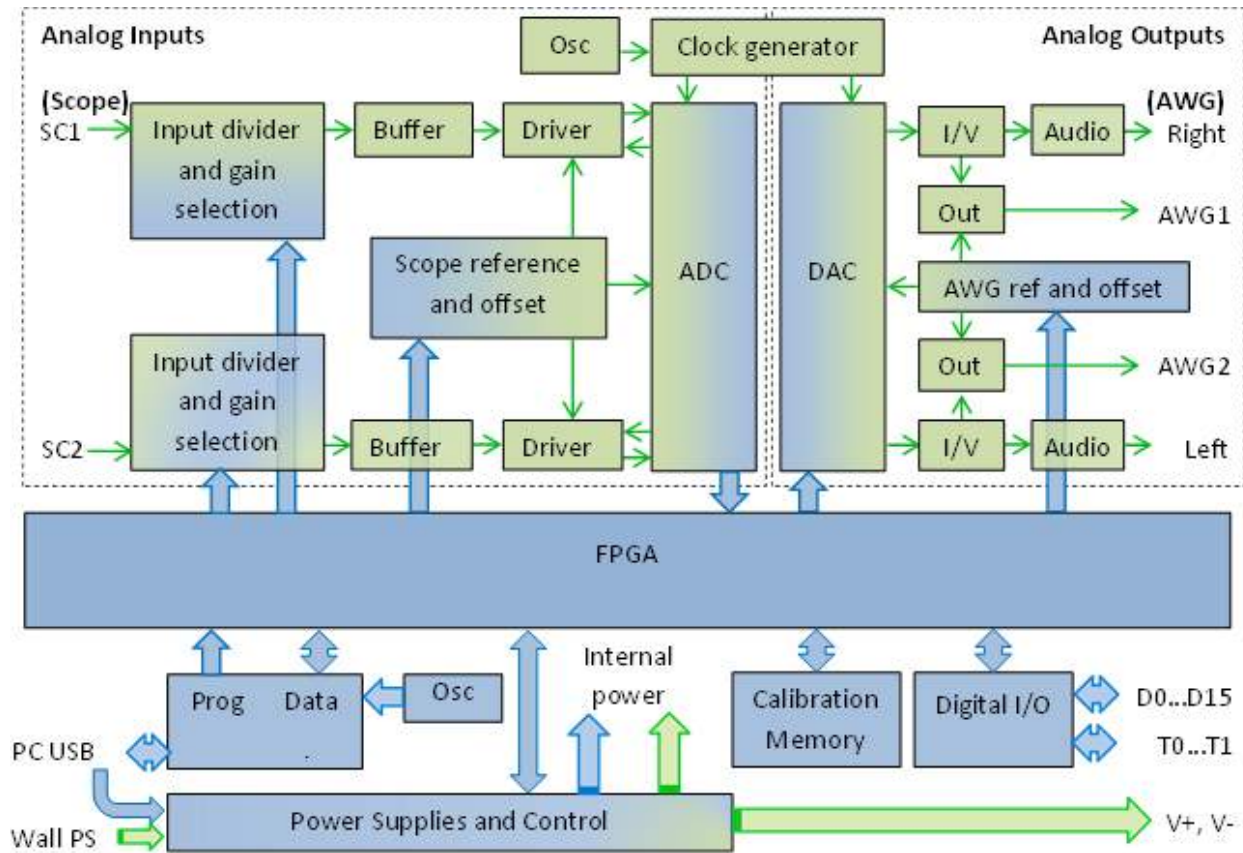 Analog Inputs
Osc
Clock generator
Analog Outputs
(Scope)
SC1
Input divider
and gain
selection
Buffer
Driver
ADC
DAC
I/V
Audio
(AWG)
Right
Out
AWG1
Scope reference
and offset
AWG ref and offset
Input divider
and gain
selection
Out
AWG2
SC2
Buffer
Driver
I/V
Audio
Left
FPGA
Prog
Data
.
Osc
Internal
power
Calibration
Memory
Digital I/O
D0...D15
T0...T1
PC USB
Wall PS
Power Supplies and Control
V+, V-